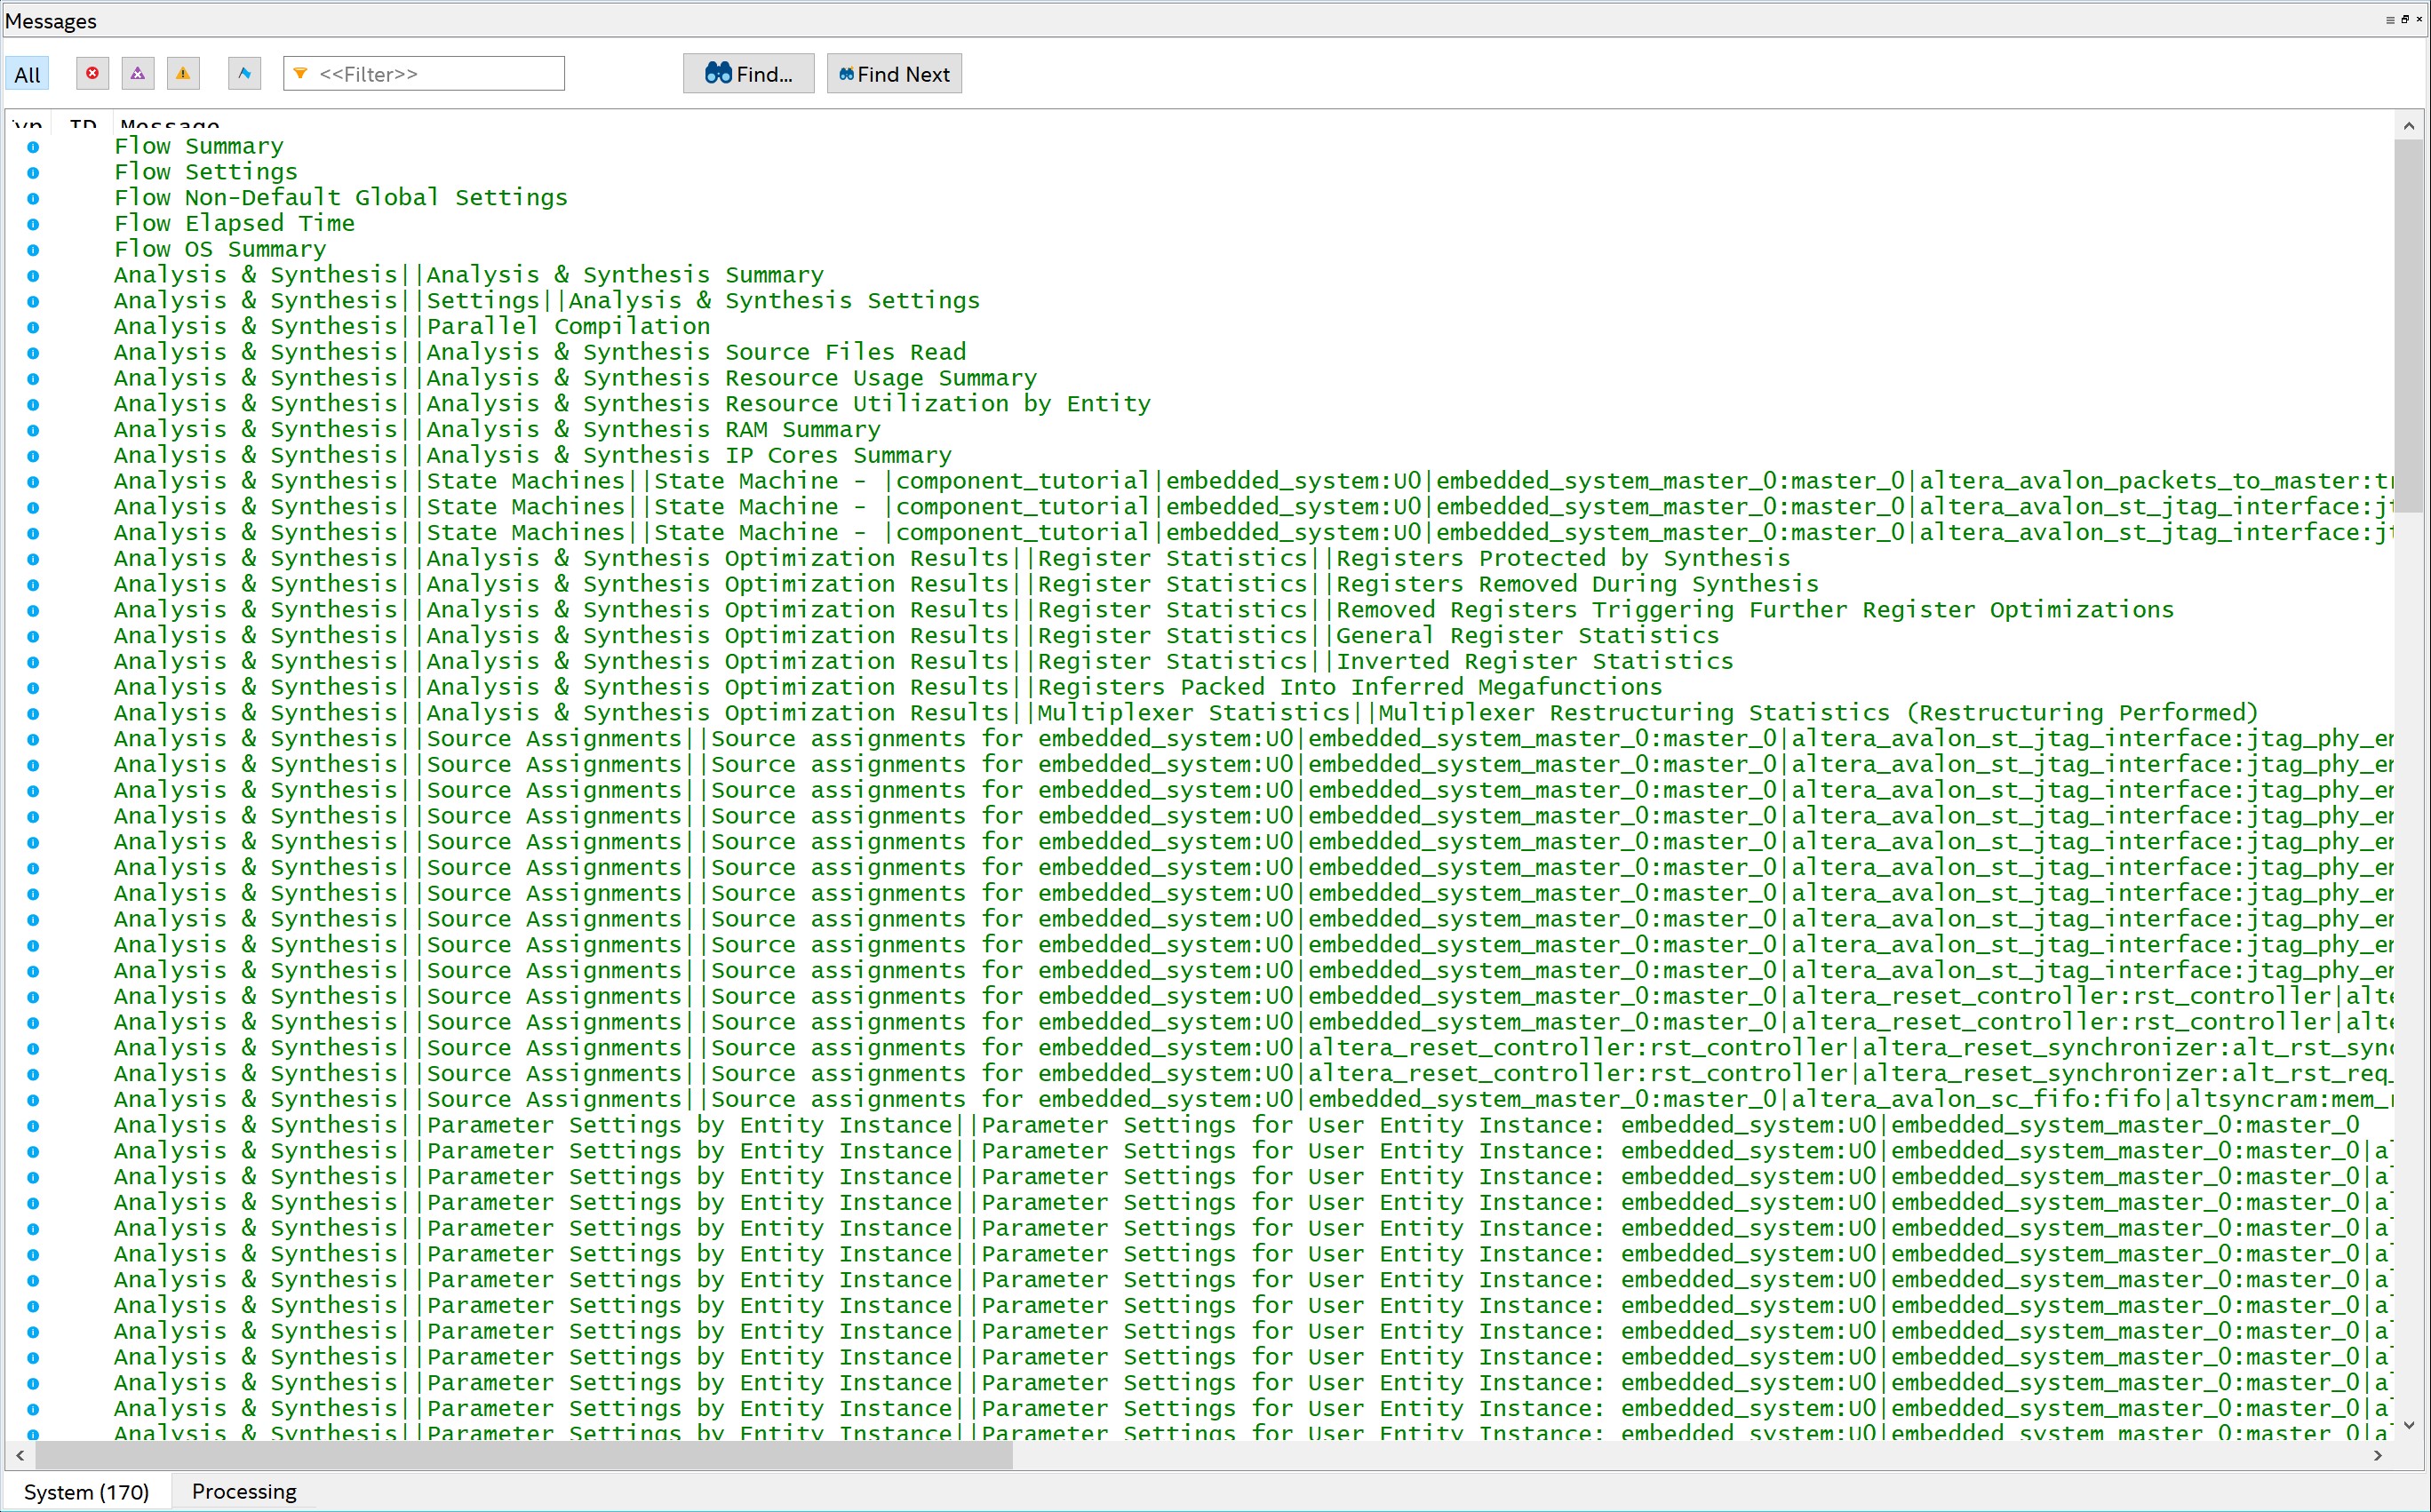 Messages
All <<Filter>> Find... Find Next
Typ ID Message
Flow Summary
Flow Settings
Flow Non-Default Global Settings
Flow Elapsed Time
Flow OS Summary
Analysis & Synthesis||Analysis & Synthesis Summary
Analysis & Synthesis||Settings||Analysis & Synthesis Settings
Analysis & Synthesis||Parallel Compilation
Analysis & Synthesis||Analysis & Synthesis Source Files Read
Analysis & Synthesis||Analysis & Synthesis Resource Usage Summary
Analysis & Synthesis||Analysis & Synthesis Resource Utilization by Entity
Analysis & Synthesis||Analysis & Synthesis RAM Summary
Analysis & Synthesis||Analysis & Synthesis IP Cores Summary
Analysis & Synthesis||State Machines||State Machine - |component_tutorial|embedded_system:U0|embedded_system_master_0:master_0|altera_avalon_packets_to_master:tr
Analysis & Synthesis||State Machines||State Machine - |component_tutorial|embedded_system:U0|embedded_system_master_0:master_0|altera_avalon_st_jtag_interface:jt
Analysis & Synthesis||State Machines||State Machine - |component_tutorial|embedded_system:U0|embedded_system_master_0:master_0|altera_avalon_st_jtag_interface:jt
Analysis & Synthesis||Analysis & Synthesis Optimization Results||Register Statistics||Registers Protected by Synthesis
Analysis & Synthesis||Analysis & Synthesis Optimization Results||Register Statistics||Registers Removed During Synthesis
Analysis & Synthesis||Analysis & Synthesis Optimization Results||Register Statistics||Removed Registers Triggering Further Register Optimizations
Analysis & Synthesis||Analysis & Synthesis Optimization Results||Register Statistics||General Register Statistics
Analysis & Synthesis||Analysis & Synthesis Optimization Results||Register Statistics||Inverted Register Statistics
Analysis & Synthesis||Analysis & Synthesis Optimization Results||Registers Packed Into Inferred Megafunctions
Analysis & Synthesis||Analysis & Synthesis Optimization Results||Multiplexer Statistics||Multiplexer Restructuring Statistics (Restructuring Performed)
Analysis & Synthesis||Source Assignments||Source assignments for embedded_system:U0|embedded_system_master_0:master_0|altera_avalon_st_jtag_interface:jtag_phy_em
Analysis & Synthesis||Source Assignments||Source assignments for embedded_system:U0|embedded_system_master_0:master_0|altera_avalon_st_jtag_interface:jtag_phy_em
Analysis & Synthesis||Source Assignments||Source assignments for embedded_system:U0|embedded_system_master_0:master_0|altera_avalon_st_jtag_interface:jtag_phy_em
Analysis & Synthesis||Source Assignments||Source assignments for embedded_system:U0|embedded_system_master_0:master_0|altera_avalon_st_jtag_interface:jtag_phy_em
Analysis & Synthesis||Source Assignments||Source assignments for embedded_system:U0|embedded_system_master_0:master_0|altera_avalon_st_jtag_interface:jtag_phy_em
Analysis & Synthesis||Source Assignments||Source assignments for embedded_system:U0|embedded_system_master_0:master_0|altera_avalon_st_jtag_interface:jtag_phy_em
Analysis & Synthesis||Source Assignments||Source assignments for embedded_system:U0|embedded_system_master_0:master_0|altera_avalon_st_jtag_interface:jtag_phy_em
Analysis & Synthesis||Source Assignments||Source assignments for embedded_system:U0|embedded_system_master_0:master_0|altera_avalon_st_jtag_interface:jtag_phy_em
Analysis & Synthesis||Source Assignments||Source assignments for embedded_system:U0|embedded_system_master_0:master_0|altera_avalon_st_jtag_interface:jtag_phy_em
Analysis & Synthesis||Source Assignments||Source assignments for embedded_system:U0|embedded_system_master_0:master_0|altera_avalon_st_jtag_interface:jtag_phy_em
Analysis & Synthesis||Source Assignments||Source assignments for embedded_system:U0|embedded_system_master_0:master_0|altera_reset_controller:rst_controller|alte
Analysis & Synthesis||Source Assignments||Source assignments for embedded_system:U0|embedded_system_master_0:master_0|altera_reset_controller:rst_controller|alte
Analysis & Synthesis||Source Assignments||Source assignments for embedded_system:U0|altera_reset_controller:rst_controller|altera_reset_synchronizer:alt_rst_sync
Analysis & Synthesis||Source Assignments||Source assignments for embedded_system:U0|altera_reset_controller:rst_controller|altera_reset_synchronizer:alt_rst_req_
Analysis & Synthesis||Source Assignments||Source assignments for embedded_system:U0|embedded_system_master_0:master_0|altera_avalon_sc_fifo:fifo|altsyncram:mem_r
Analysis & Synthesis||Parameter Settings by Entity Instance||Parameter Settings for User Entity Instance: embedded_system:U0|embedded_system_master_0:master_0
Analysis & Synthesis||Parameter Settings by Entity Instance||Parameter Settings for User Entity Instance: embedded_system:U0|embedded_system_master_0:master_0|al
Analysis & Synthesis||Parameter Settings by Entity Instance||Parameter Settings for User Entity Instance: embedded_system:U0|embedded_system_master_0:master_0|al
Analysis & Synthesis||Parameter Settings by Entity Instance||Parameter Settings for User Entity Instance: embedded_system:U0|embedded_system_master_0:master_0|al
Analysis & Synthesis||Parameter Settings by Entity Instance||Parameter Settings for User Entity Instance: embedded_system:U0|embedded_system_master_0:master_0|al
Analysis & Synthesis||Parameter Settings by Entity Instance||Parameter Settings for User Entity Instance: embedded_system:U0|embedded_system_master_0:master_0|al
Analysis & Synthesis||Parameter Settings by Entity Instance||Parameter Settings for User Entity Instance: embedded_system:U0|embedded_system_master_0:master_0|al
Analysis & Synthesis||Parameter Settings by Entity Instance||Parameter Settings for User Entity Instance: embedded_system:U0|embedded_system_master_0:master_0|al
Analysis & Synthesis||Parameter Settings by Entity Instance||Parameter Settings for User Entity Instance: embedded_system:U0|embedded_system_master_0:master_0|al
Analysis & Synthesis||Parameter Settings by Entity Instance||Parameter Settings for User Entity Instance: embedded_system:U0|embedded_system_master_0:master_0|al
Analysis & Synthesis||Parameter Settings by Entity Instance||Parameter Settings for User Entity Instance: embedded_system:U0|embedded_system_master_0:master_0|al
Analysis & Synthesis||Parameter Settings by Entity Instance||Parameter Settings for User Entity Instance: embedded_system:U0|embedded_system_master_0:master_0|al
Analysis & Synthesis||Parameter Settings by Entity Instance||Parameter Settings for User Entity Instance: embedded_system:U0|embedded_system_master_0:master_0|al
System (170) Processing